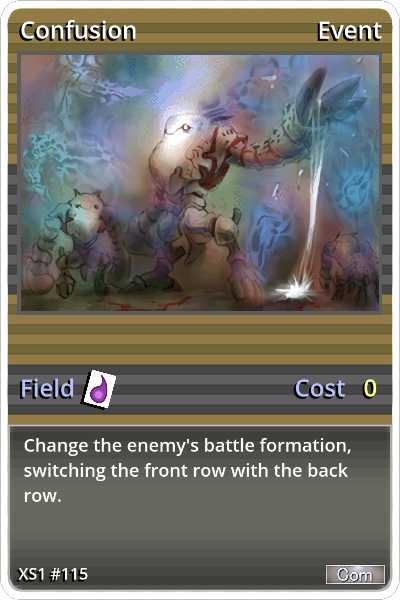 Confusion Event
Field Cost 0
Change the enemy's battle formation,
switching the front row with the back
row.
XS1 #115 Com